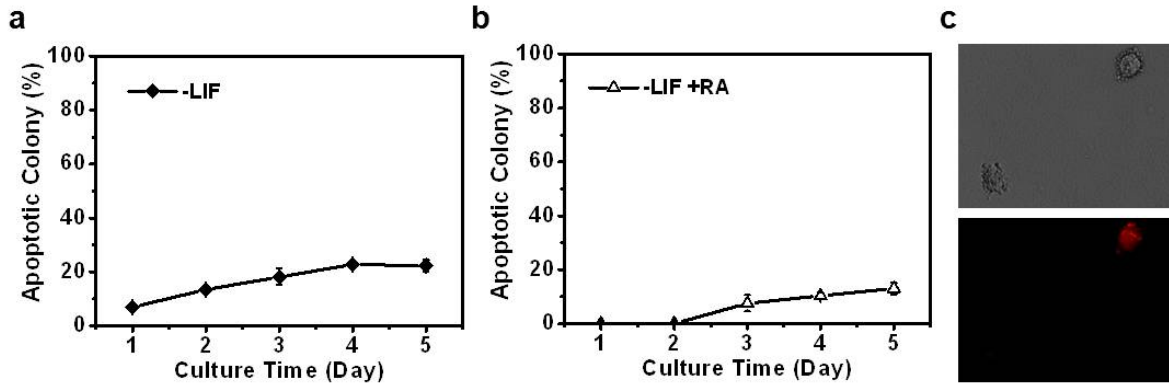 a
Apoptotic Colony (%)
100
80
60
40
20
0
-LIF
1 2 3 4 5
Culture Time (Day)
b
Apoptotic Colony (%)
100
80
60
40
20
0
-LIF +RA
1 2 3 4 5
Culture Time (Day)
c